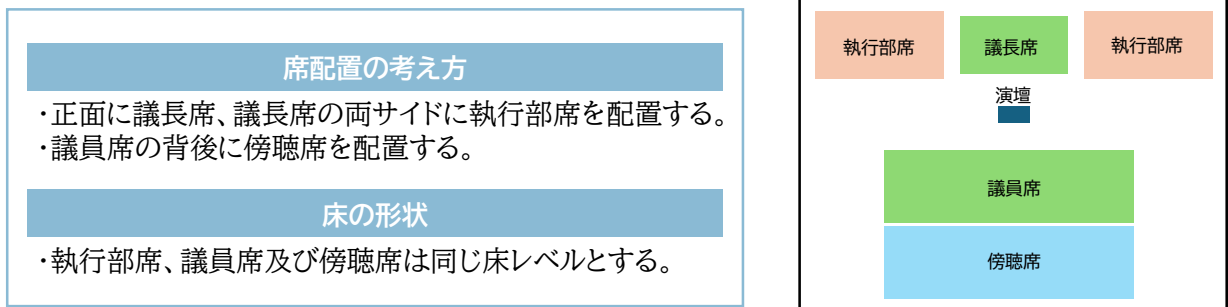 席配置の考え方
・正面に議長席、議長席の両サイドに執行部席を配置する。
・議員席の背後に傍聴席を配置する。
床の形状
・執行部席、議員席及び傍聴席は同じ床レベルとする。
執行部席
議長席
執行部席
演壇
議員席
傍聴席